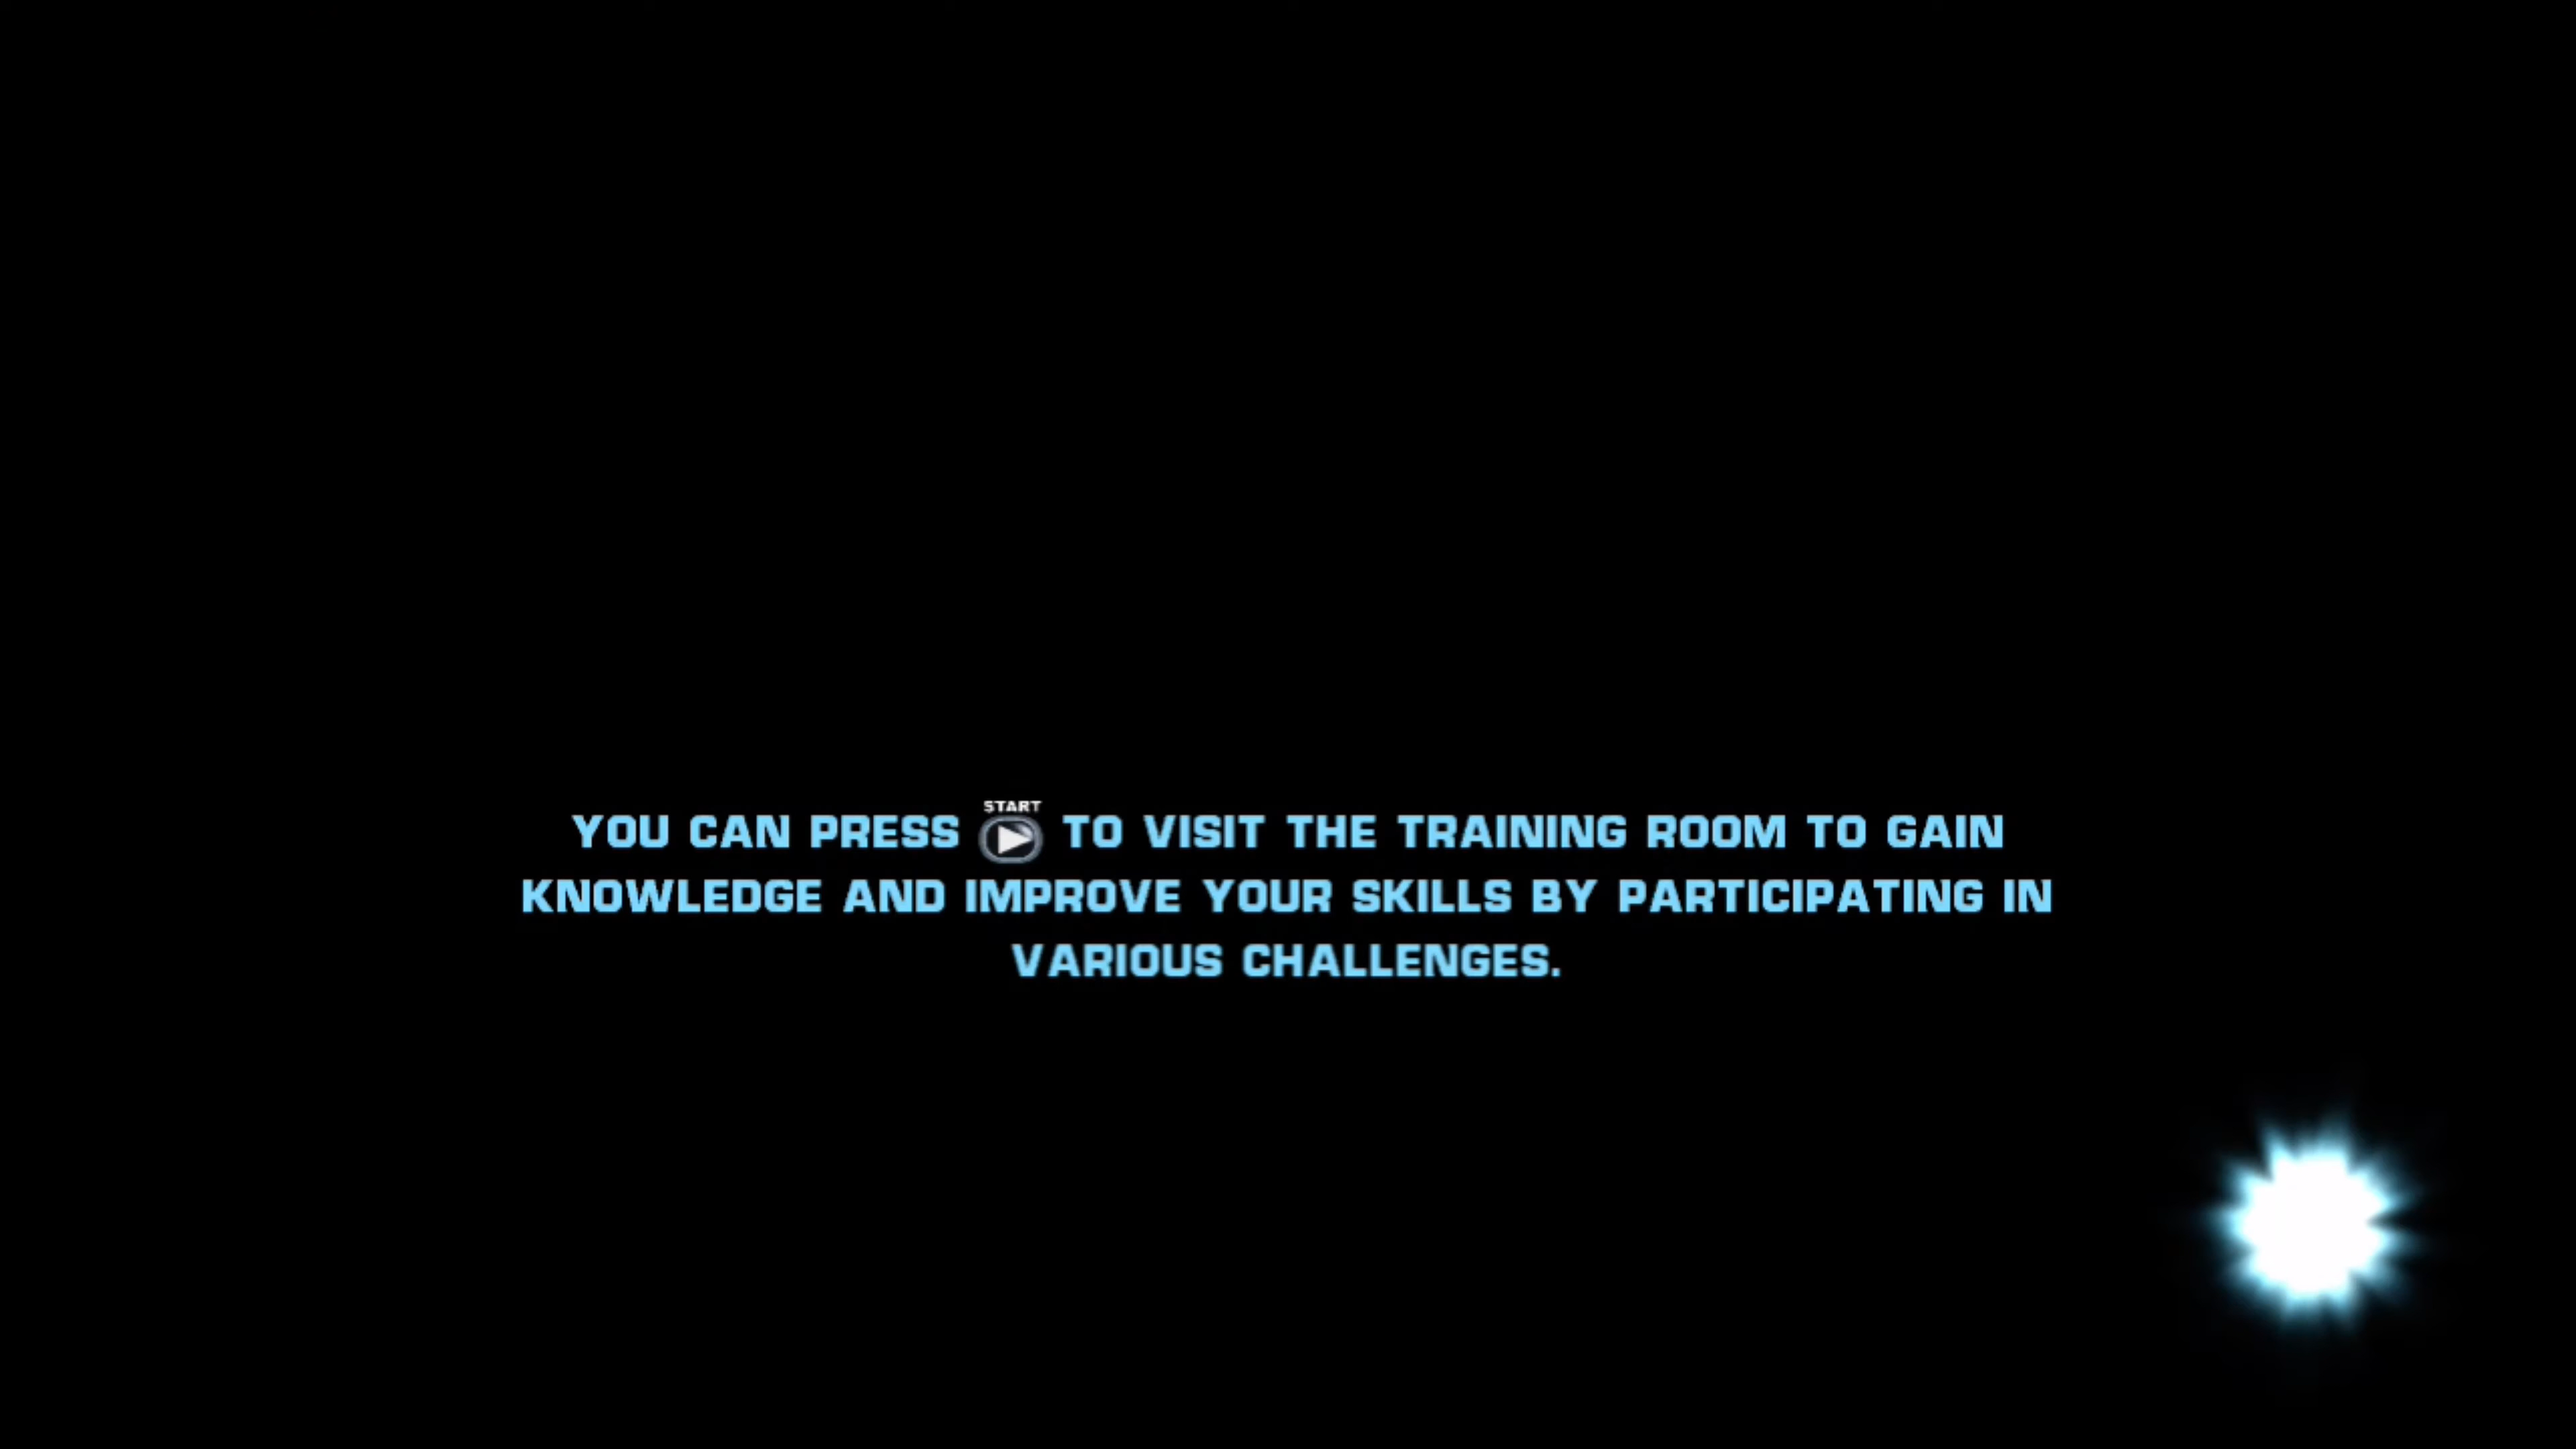 YOU CAN PRESS START TO VISIT THE TRAINING ROOM TO GAIN
KNOWLEDGE AND IMPROVE YOUR SKILLS BY PARTICIPATING IN
VARIOUS CHALLENGES.